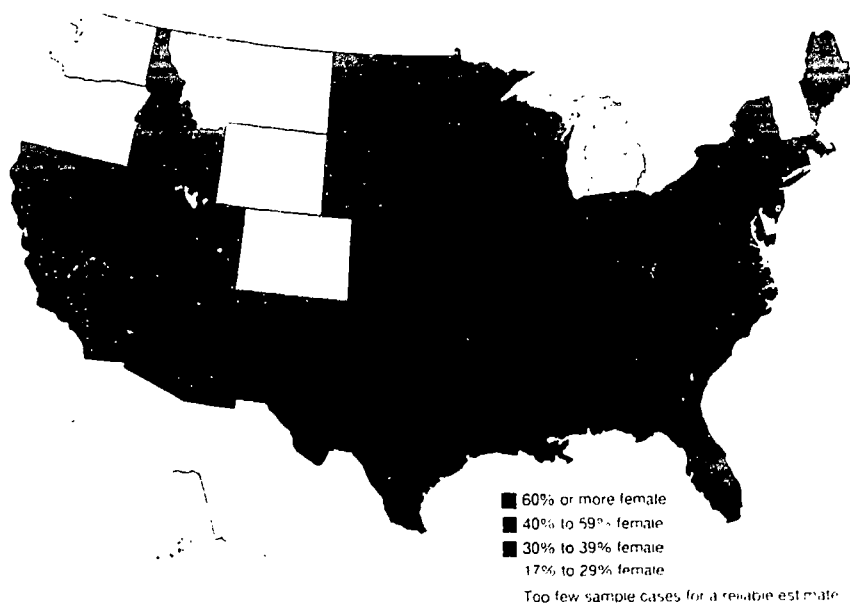 60% or more female
40% to 59% female
30% to 39% female
17% to 29% female
Too few sample cases for a reliable estimate